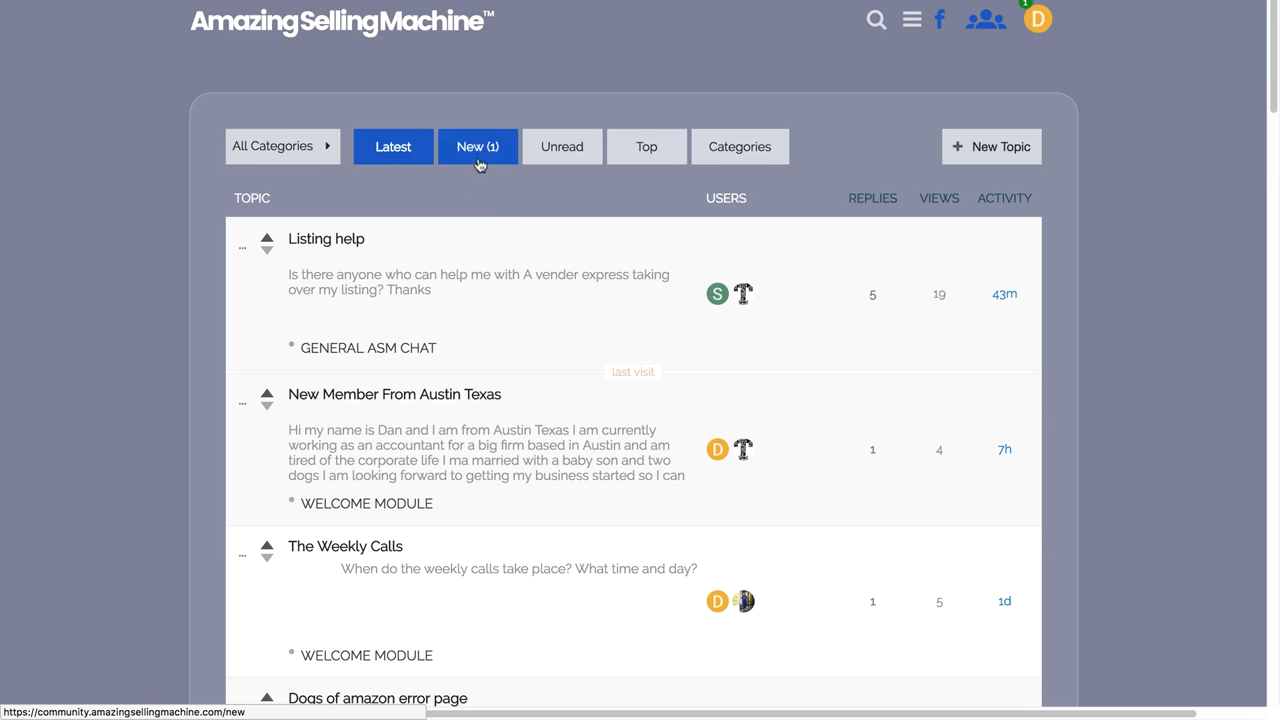 AmazingSellingMachine™
1
D
All Categories
Latest
New (1)
Unread
Top
Categories
+ New Topic
TOPIC
USERS
REPLIES
VIEWS
ACTIVITY
...
Listing help
Is there anyone who can help me with A vender express taking
over my listing? Thanks
S
5
19
43m
GENERAL ASM CHAT
last visit
...
New Member From Austin Texas
Hi my name is Dan and I am from Austin Texas I am currently
working as an accountant for a big firm based in Austin and am
tired of the corporate life I ma married with a baby son and two
dogs I am looking forward to getting my business started so I can
D
1
4
7h
WELCOME MODULE
...
The Weekly Calls
When do the weekly calls take place? What time and day?
D
1
5
1d
WELCOME MODULE
Dogs of amazon error page
https://community.amazingsellingmachine.com/new